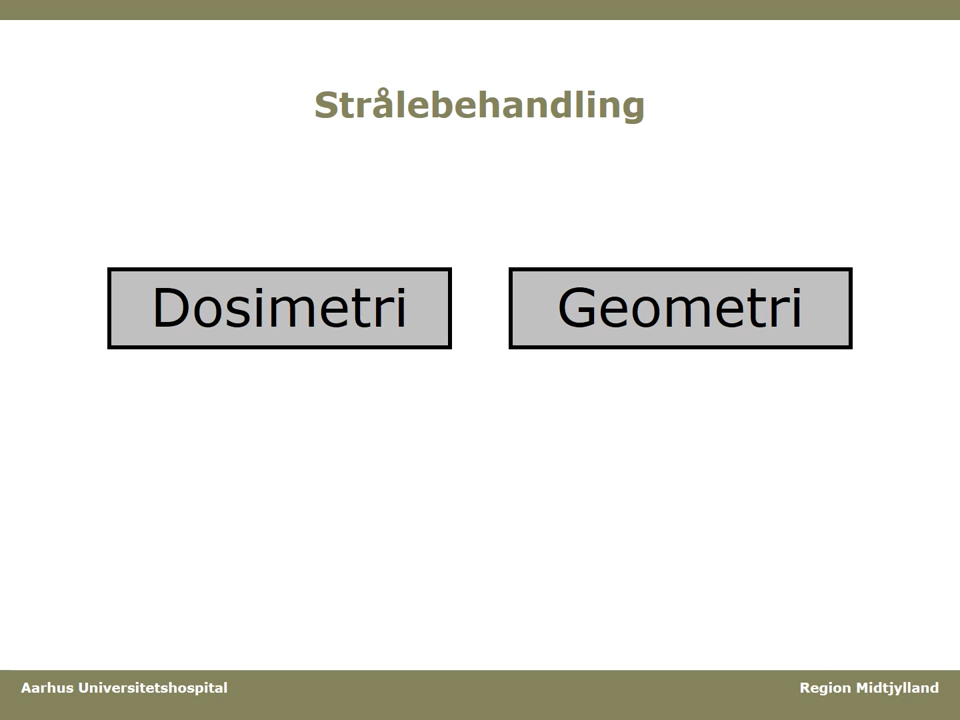 Strålebehandling
Dosimetri
Geometri
Aarhus Universitetshospital
Region Midtjylland